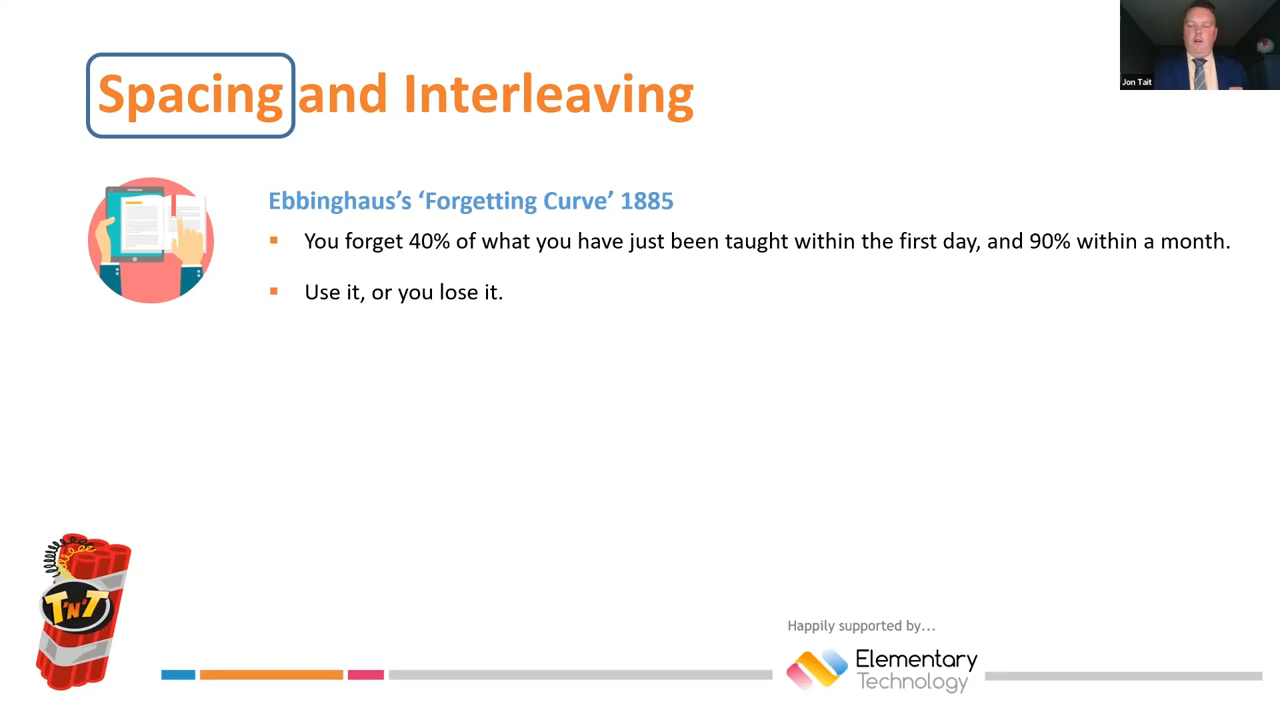 Jon Tait
Spacing and Interleaving
Ebbinghaus’s ‘Forgetting Curve’ 1885
You forget 40% of what you have just been taught within the first day, and 90% within a month.
Use it, or you lose it.
T'N'T
Happily supported by...
Elementary
Technology